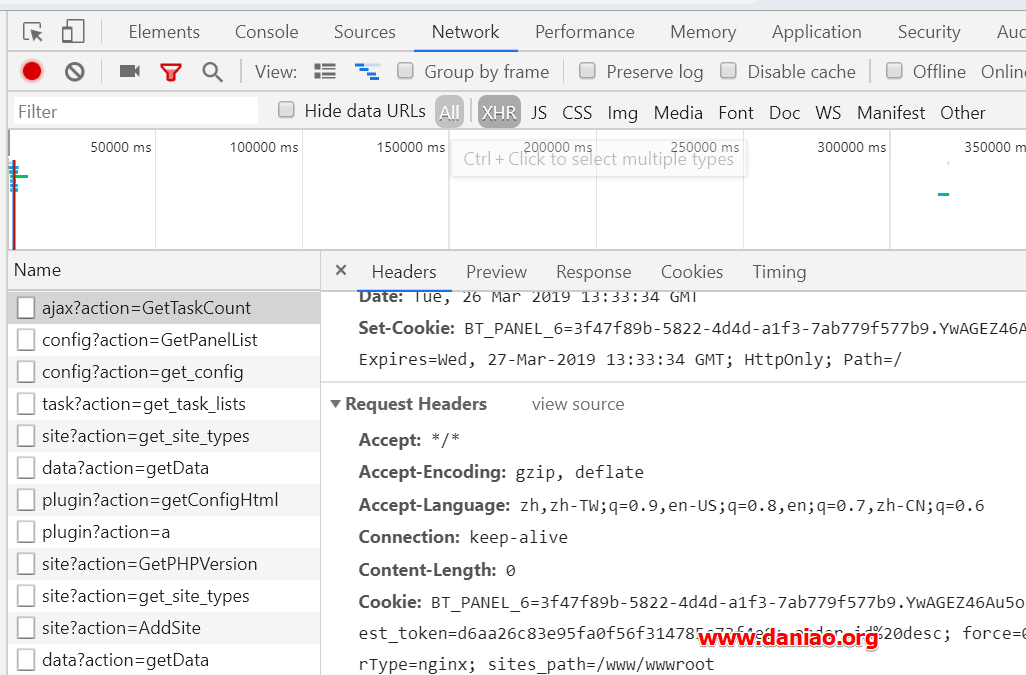 Elements Console Sources Network Performance Memory Application Security
View: Group by frame Preserve log Disable cache Offline
Filter Hide data URLs All XHR JS CSS Img Media Font Doc WS Manifest Other
50000 ms 100000 ms 150000 ms 200000 ms 250000 ms 300000 ms 350000 ms
Ctrl + Click to select multiple types
Name
× Headers Preview Response Cookies Timing
ajax?action=GetTaskCount
config?action=GetPanelList
config?action=get_config
task?action=get_task_lists
site?action=get_site_types
data?action=getData
plugin?action=getConfigHtml
plugin?action=a
site?action=GetPHPVersion
site?action=get_site_types
site?action=AddSite
data?action=getData
Date: Tue, 26 Mar 2019 13:33:34 GMT
Set-Cookie: BT_PANEL_6=3f47f89b-5822-4d4d-a1f3-7ab779f577b9.YwAGEZ46A
Expires=Wed, 27-Mar-2019 13:33:34 GMT; HttpOnly; Path=/
Request Headers view source
Accept: */*
Accept-Encoding: gzip, deflate
Accept-Language: zh,zh-TW;q=0.9,en-US;q=0.8,en;q=0.7,zh-CN;q=0.6
Connection: keep-alive
Content-Length: 0
Cookie: BT_PANEL_6=3f47f89b-5822-4d4d-a1f3-7ab779f577b9.YwAGEZ46Au5o
desc; force=
rType=nginx; sites_path=/www/wwwroot
www.daniao.org